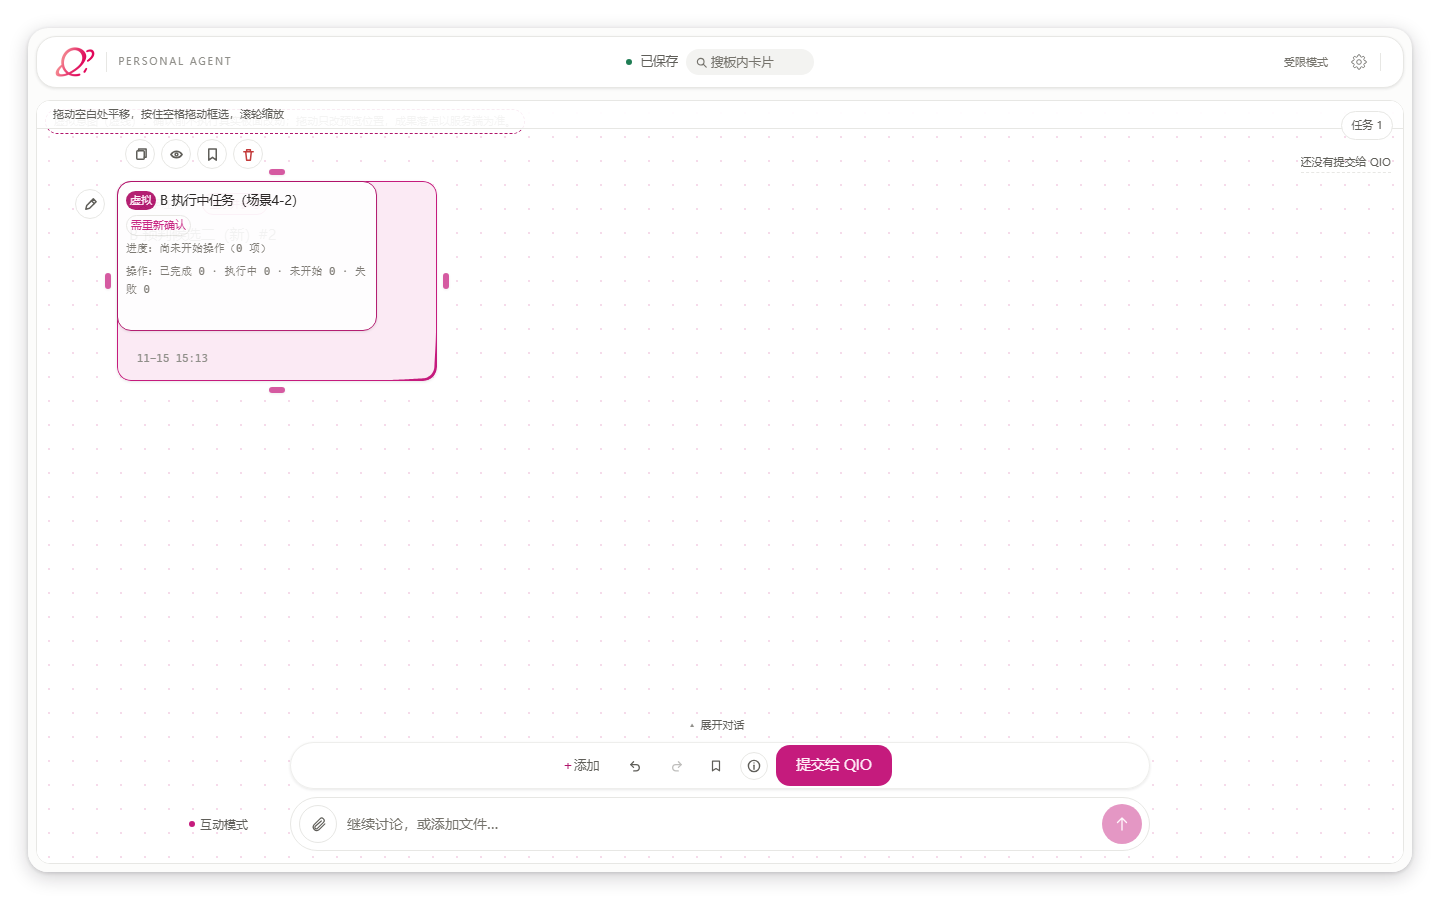 PERSONAL AGENT
已保存
搜板内卡片
受限模式
拖动空白处平移，按住空格拖动框选，滚轮缩放
任务 1
还没有提交给 QIO
虚拟 B 执行中任务（场景4-2）
需重新确认
进度：尚未开始操作（0 项）
操作：已完成 0 · 执行中 0 · 未开始 0 · 失
败 0
11-15 15:13
展开对话
+添加
提交给 QIO
互动模式
继续讨论，或添加文件...